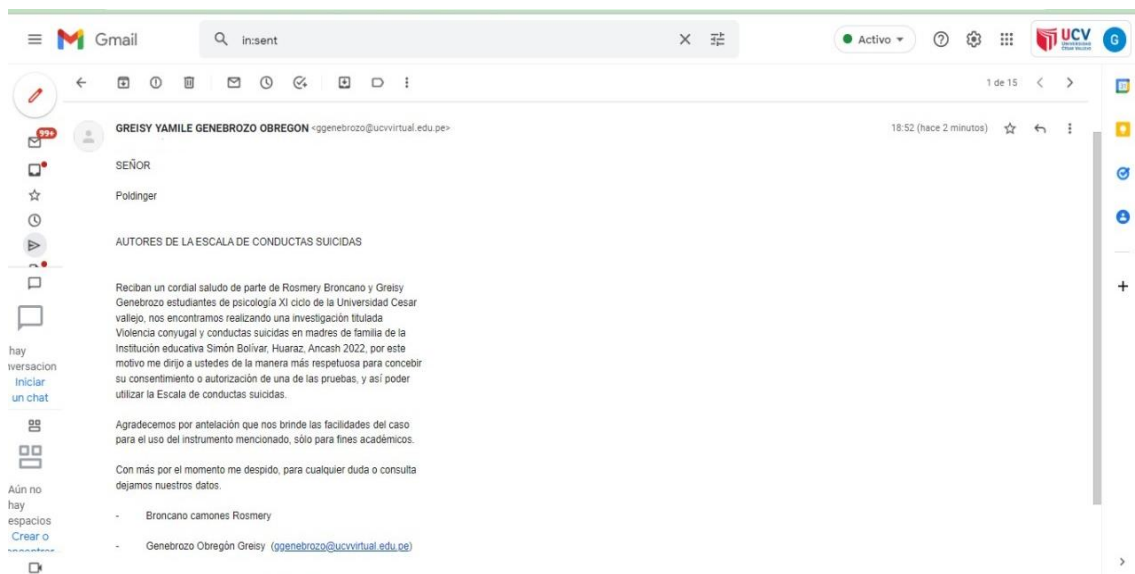 Gmail
in:sent
Activo
UCV
UNIVERSIDAD
CÉSAR VALLEJO
G
1 de 15
99+
GREISY YAMILE GENEBROZO OBREGON <ggenebrozo@ucvvirtual.edu.pe>
18:52 (hace 2 minutos)
SEÑOR
Poldinger
AUTORES DE LA ESCALA DE CONDUCTAS SUICIDAS
Reciban un cordial saludo de parte de Rosmery Broncano y Greisy
Genebrozo estudiantes de psicología XI ciclo de la Universidad Cesar
vallejo, nos encontramos realizando una investigación titulada
Violencia conyugal y conductas suicidas en madres de familia de la
Institución educativa Simón Bolívar, Huaraz, Ancash 2022, por este
motivo me dirijo a ustedes de la manera más respetuosa para concebir
su consentimiento o autorización de una de las pruebas, y así poder
utilizar la Escala de conductas suicidas.
Agradecemos por antelación que nos brinde las facilidades del caso
para el uso del instrumento mencionado, sólo para fines académicos.
Con más por el momento me despido, para cualquier duda o consulta
dejamos nuestros datos.
- Broncano camones Rosmery
- Genebrozo Obregón Greisy (ggenebrozo@ucvvirtual.edu.pe)
hay
nversacion
Iniciar
un chat
Aún no
hay
espacios
Crear o